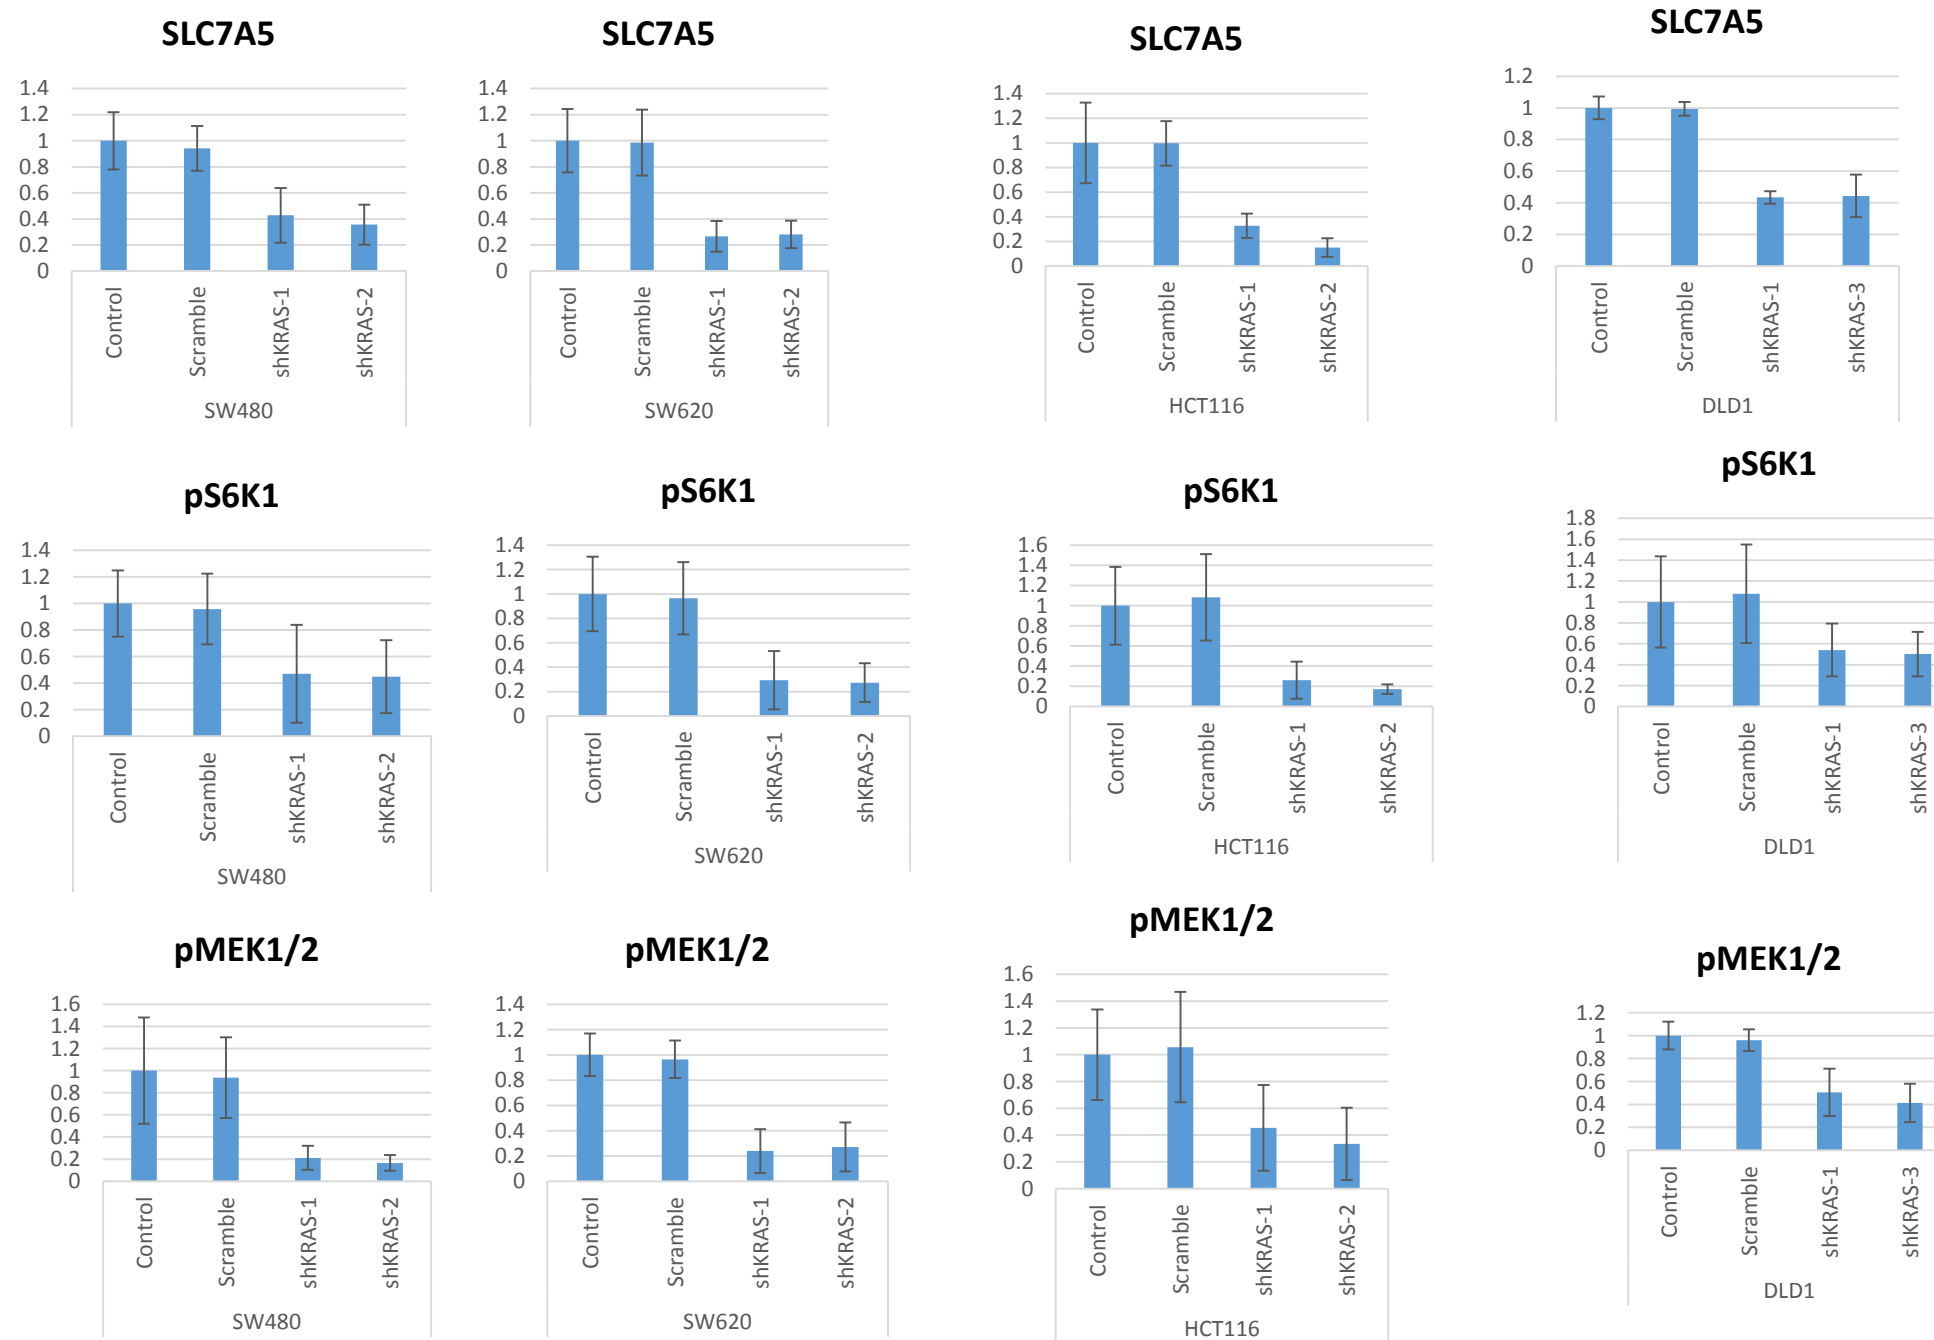 SLC7A5
1.4
1.2
1
0.8
0.6
0.4
0.2
0
Control
Scramble
shKRAS-1
shKRAS-2
SW480
SLC7A5
1.4
1.2
1
0.8
0.6
0.4
0.2
0
Control
Scramble
shKRAS-1
shKRAS-2
SW620
SLC7A5
1.4
1.2
1
0.8
0.6
0.4
0.2
0
Control
Scramble
shKRAS-1
shKRAS-2
HCT116
SLC7A5
1.2
1
0.8
0.6
0.4
0.2
0
Control
Scramble
shKRAS-1
shKRAS-3
DLD1
pS6K1
1.4
1.2
1
0.8
0.6
0.4
0.2
0
Control
Scramble
shKRAS-1
shKRAS-2
SW480
pS6K1
1.4
1.2
1
0.8
0.6
0.4
0.2
0
Control
Scramble
shKRAS-1
shKRAS-2
SW620
pS6K1
1.6
1.4
1.2
1
0.8
0.6
0.4
0.2
0
Control
Scramble
shKRAS-1
shKRAS-2
HCT116
pS6K1
1.8
1.6
1.4
1.2
1
0.8
0.6
0.4
0.2
0
Control
Scramble
shKRAS-1
shKRAS-3
DLD1
pMEK1/2
1.6
1.4
1.2
1
0.8
0.6
0.4
0.2
0
Control
Scramble
shKRAS-1
shKRAS-2
SW480
pMEK1/2
1.4
1.2
1
0.8
0.6
0.4
0.2
0
Control
Scramble
shKRAS-1
shKRAS-2
SW620
pMEK1/2
1.6
1.4
1.2
1
0.8
0.6
0.4
0.2
0
Control
Scramble
shKRAS-1
shKRAS-2
HCT116
pMEK1/2
1.2
1
0.8
0.6
0.4
0.2
0
Control
Scramble
shKRAS-1
shKRAS-3
DLD1